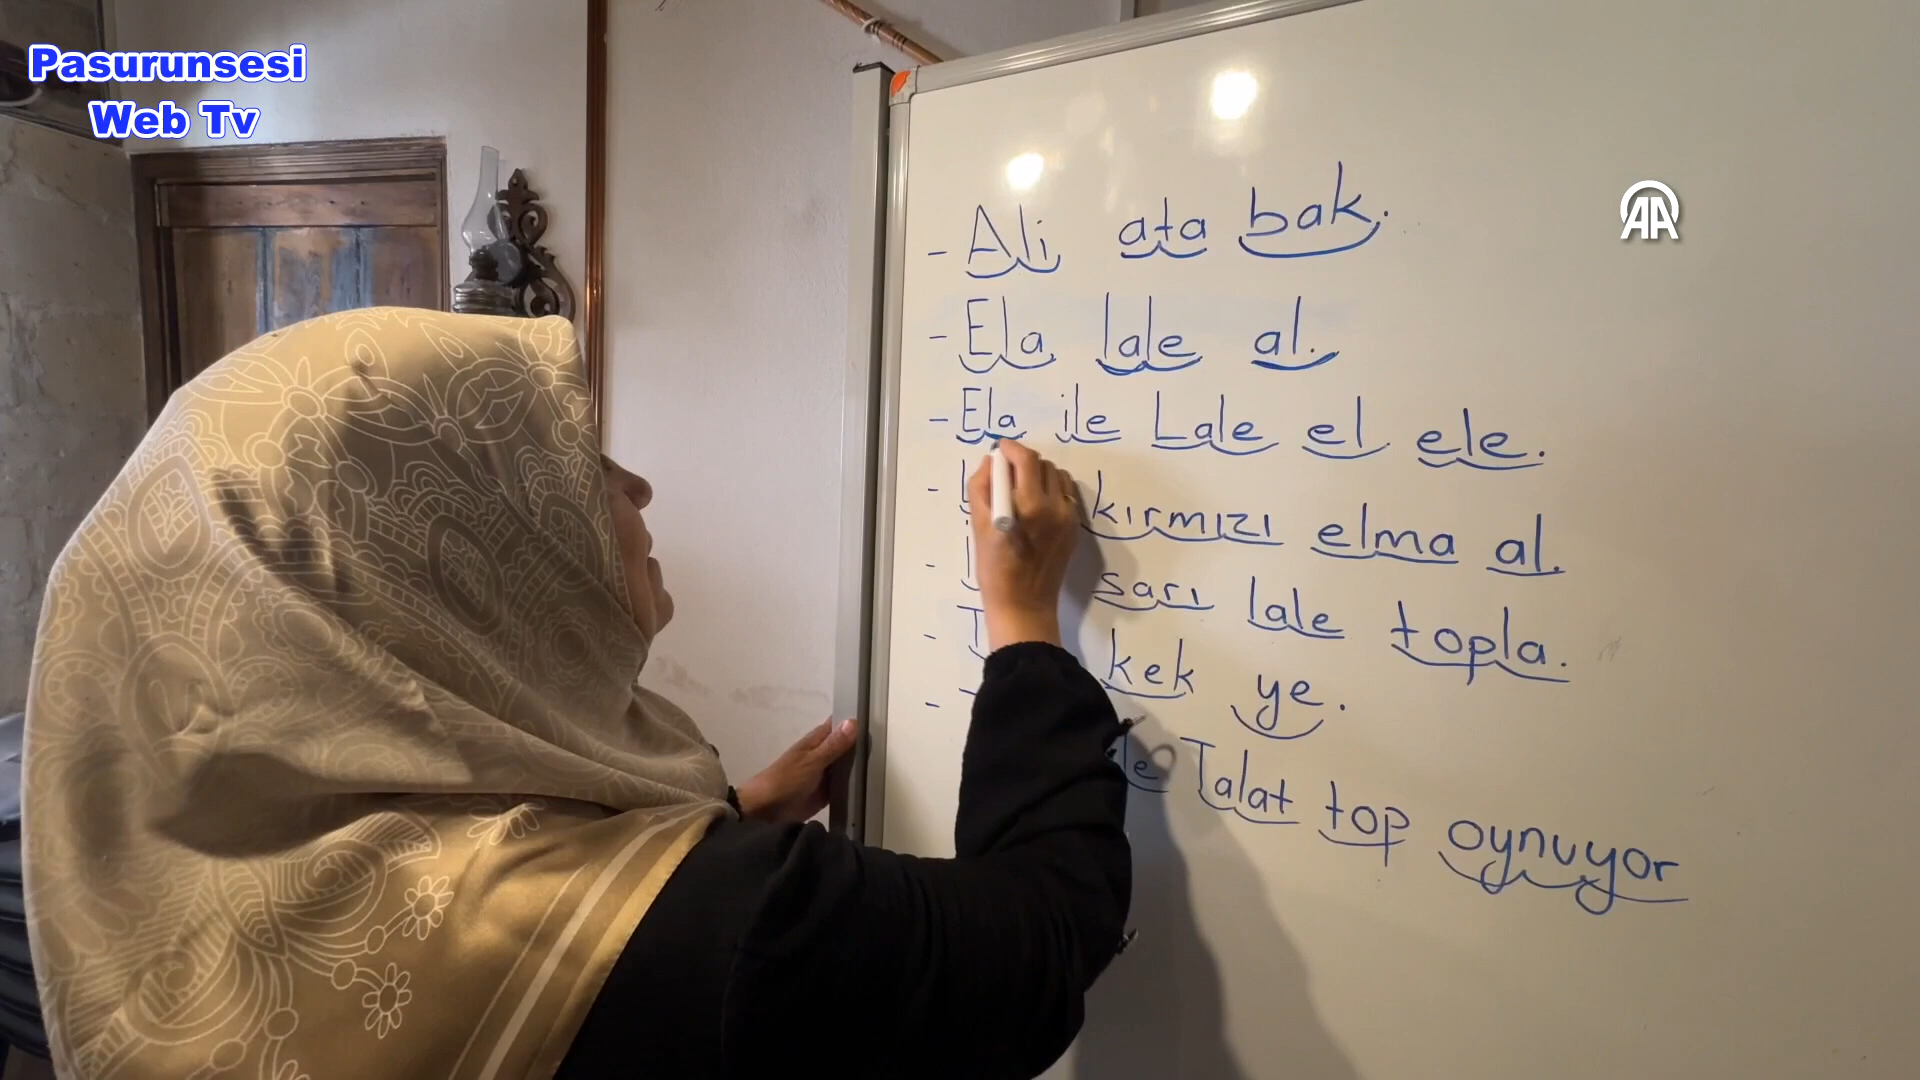 Pasurunsesi
Web Tv
AA
- Ali ata bak.
- Ela lale al.
- Ela ile Lale el ele.
- kırmızı elma al.
- sarı lale topla.
- kek ye.
- Talat top oynuyor